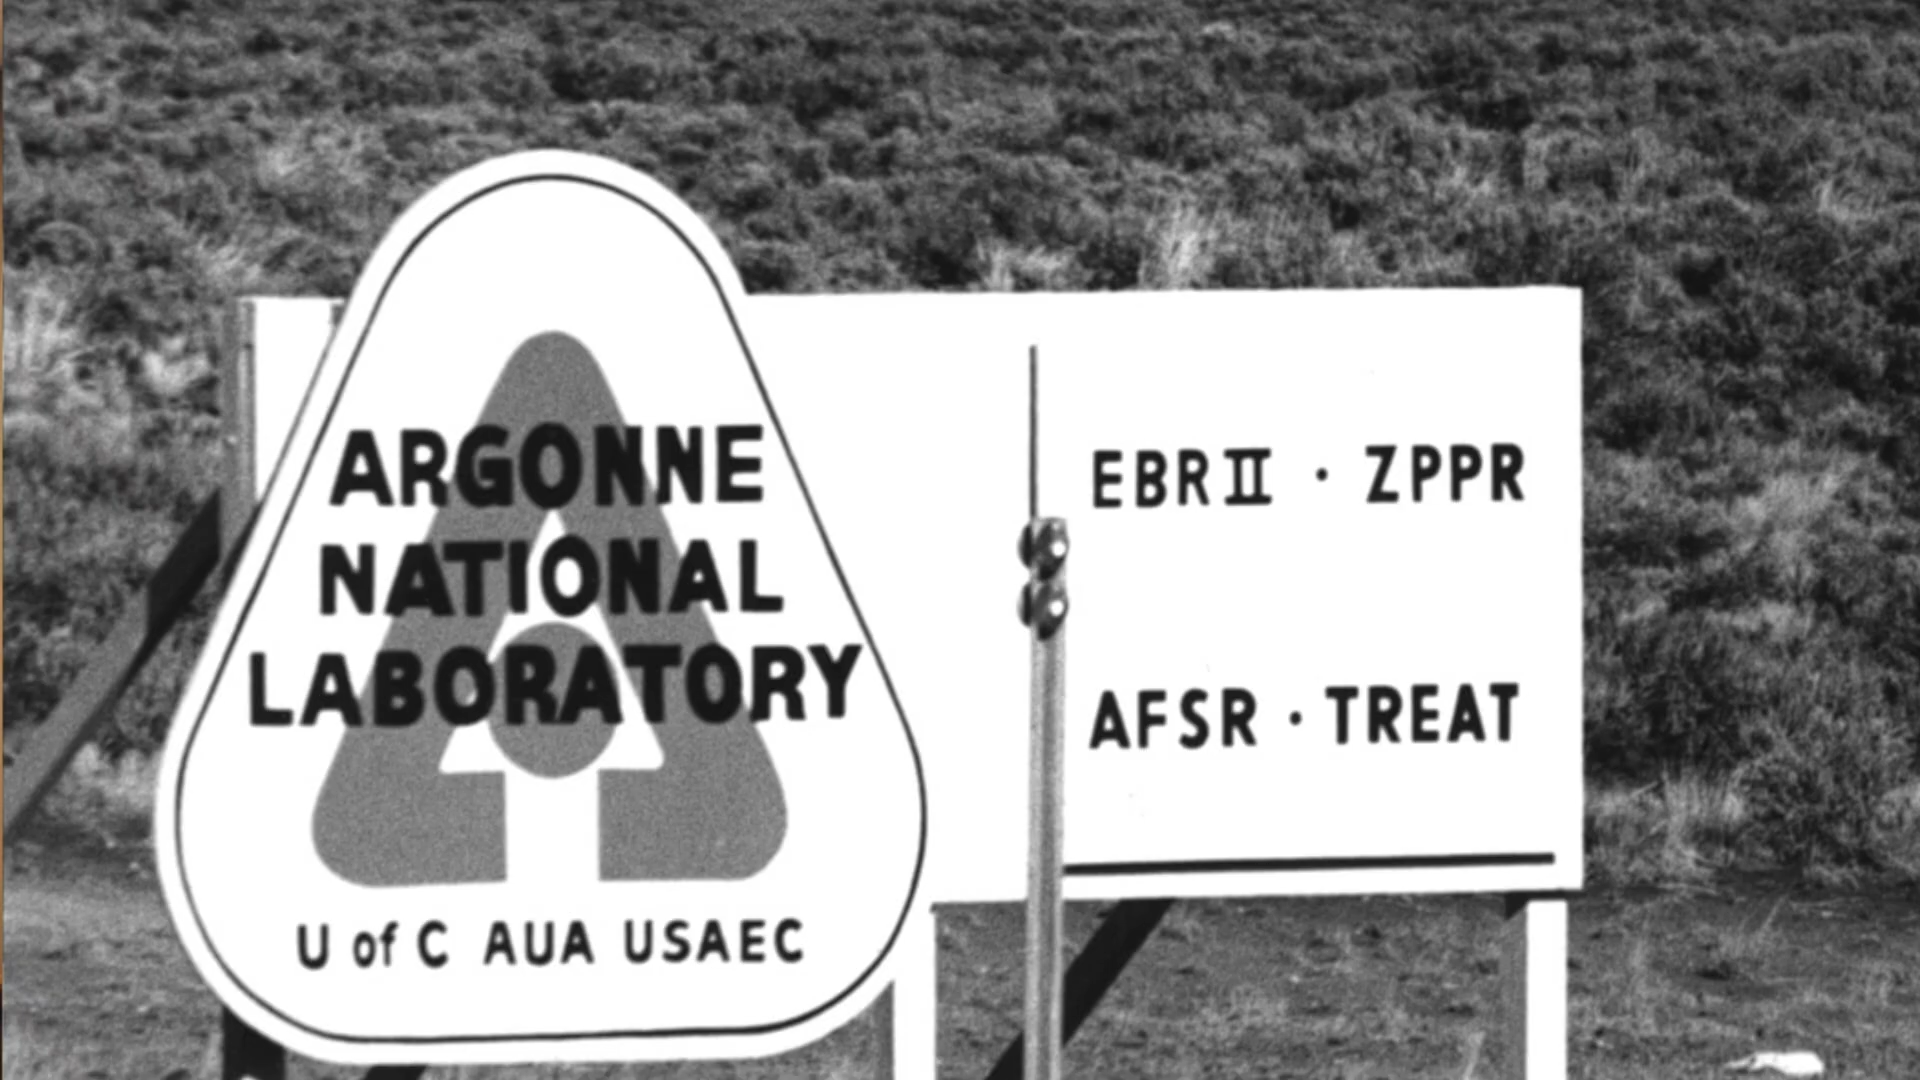 ARGONNE
NATIONAL
LABORATORY
U of C AUA USAEC
EBR II · ZPPR
AFSR · TREAT